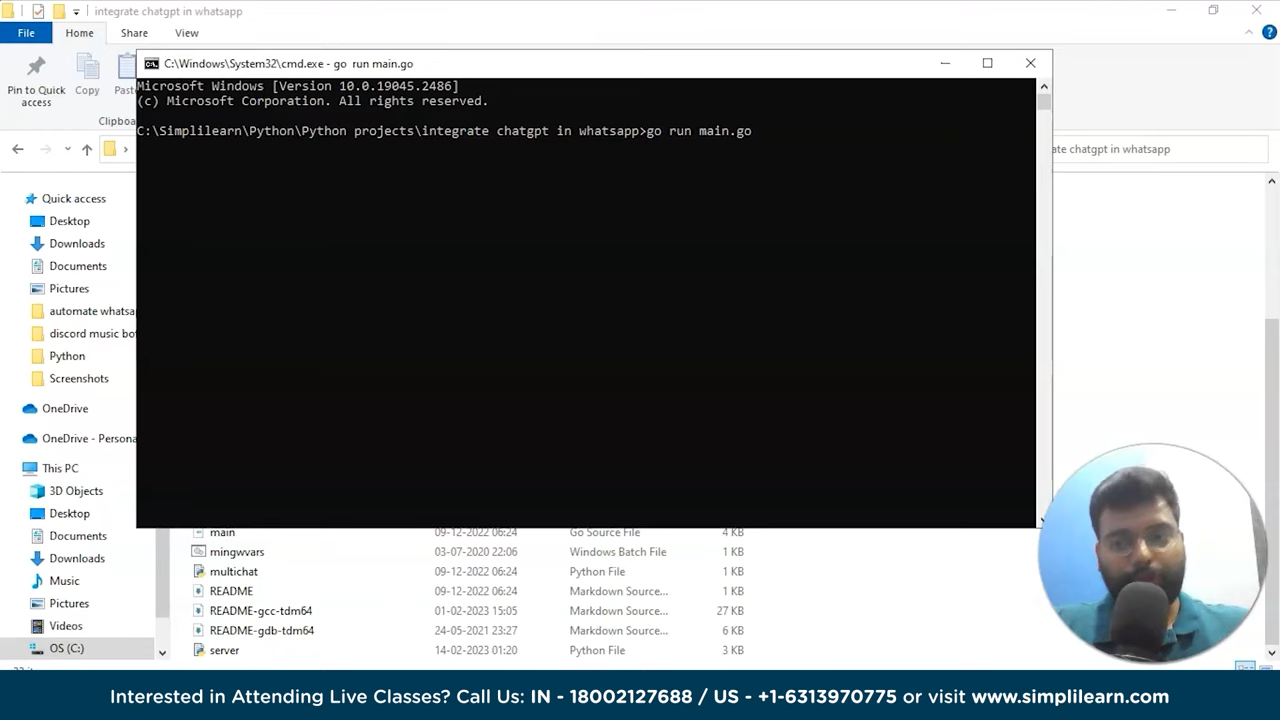 integrate chatgpt in whatsapp
File
Home
Share
View
Pin to Quick
access
Copy
Clipboa
C:\Windows\System32\cmd.exe - go run main.go
Microsoft Windows [Version 10.0.19045.2486]
(c) Microsoft Corporation. All rights reserved.
C:\Simplilearn\Python\Python projects\integrate chatgpt in whatsapp>go run main.go
ate chatgpt in whatsapp
Quick access
Desktop
Downloads
Documents
Pictures
automate whatsa
discord music bo
Python
Screenshots
OneDrive
OneDrive - Persona
This PC
3D Objects
Desktop
Documents
Downloads
Music
Pictures
Videos
OS (C:)
main 09-12-2022 06:24 Go Source File 4 KB
mingwvars 03-07-2020 22:06 Windows Batch File 1 KB
multichat 09-12-2022 06:24 Python File 1 KB
README 09-12-2022 06:24 Markdown Source... 1 KB
README-gcc-tdm64 01-02-2023 15:05 Markdown Source... 27 KB
README-gdb-tdm64 24-05-2021 23:27 Markdown Source... 6 KB
server 14-02-2023 01:20 Python File 3 KB
Interested in Attending Live Classes? Call Us: IN - 18002127688 / US - +1-6313970775 or visit www.simplilearn.com